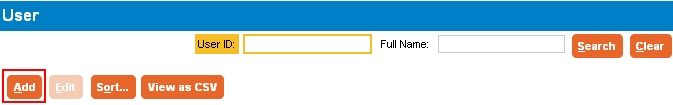 User
User ID: Full Name: Search Clear
Add Edit Sort... View as CSV